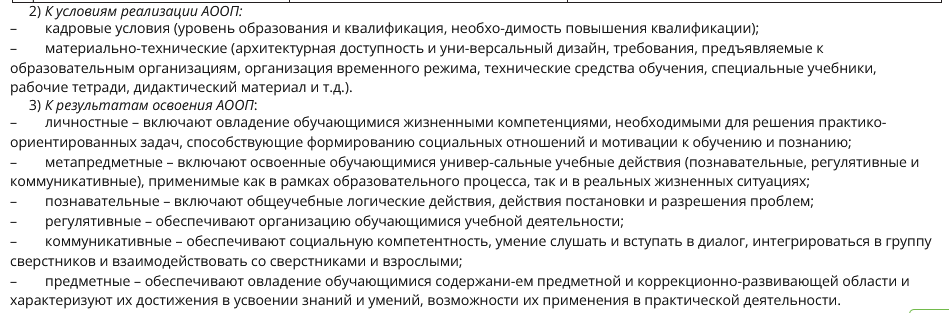 2) К условиям реализации АООП:
– кадровые условия (уровень образования и квалификация, необхо-димость повышения квалификации);
– материально-технические (архитектурная доступность и уни-версальный дизайн, требования, предъявляемые к
образовательным организациям, организация временного режима, технические средства обучения, специальные учебники,
рабочие тетради, дидактический материал и т.д.).
3) К результатам освоения АООП:
– личностные – включают овладение обучающимися жизненными компетенциями, необходимыми для решения практико-
ориентированных задач, способствующие формированию социальных отношений и мотивации к обучению и познанию;
– метапредметные – включают освоенные обучающимися универ-сальные учебные действия (познавательные, регулятивные и
коммуникативные), применимые как в рамках образовательного процесса, так и в реальных жизненных ситуациях;
– познавательные – включают общеучебные логические действия, действия постановки и разрешения проблем;
– регулятивные – обеспечивают организацию обучающимися учебной деятельности;
– коммуникативные – обеспечивают социальную компетентность, умение слушать и вступать в диалог, интегрироваться в группу
сверстников и взаимодействовать со сверстниками и взрослыми;
– предметные – обеспечивают овладение обучающимися содержани-ем предметной и коррекционно-развивающей области и
характеризуют их достижения в усвоении знаний и умений, возможности их применения в практической деятельности.